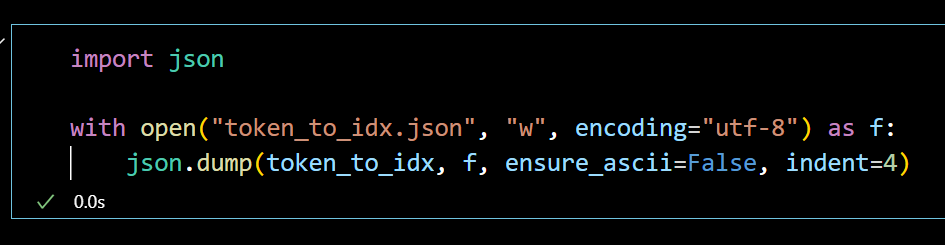 import json
with open("token_to_idx.json", "w", encoding="utf-8") as f:
    json.dump(token_to_idx, f, ensure_ascii=False, indent=4)
0.0s